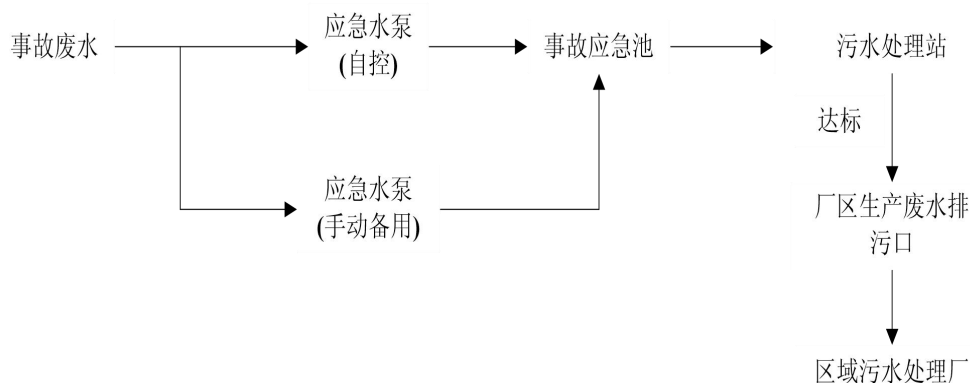 事故废水
应急水泵
(自控)
事故应急池
污水处理站
达标
应急水泵
(手动备用)
厂区生产废水排
污口
区域污水处理厂